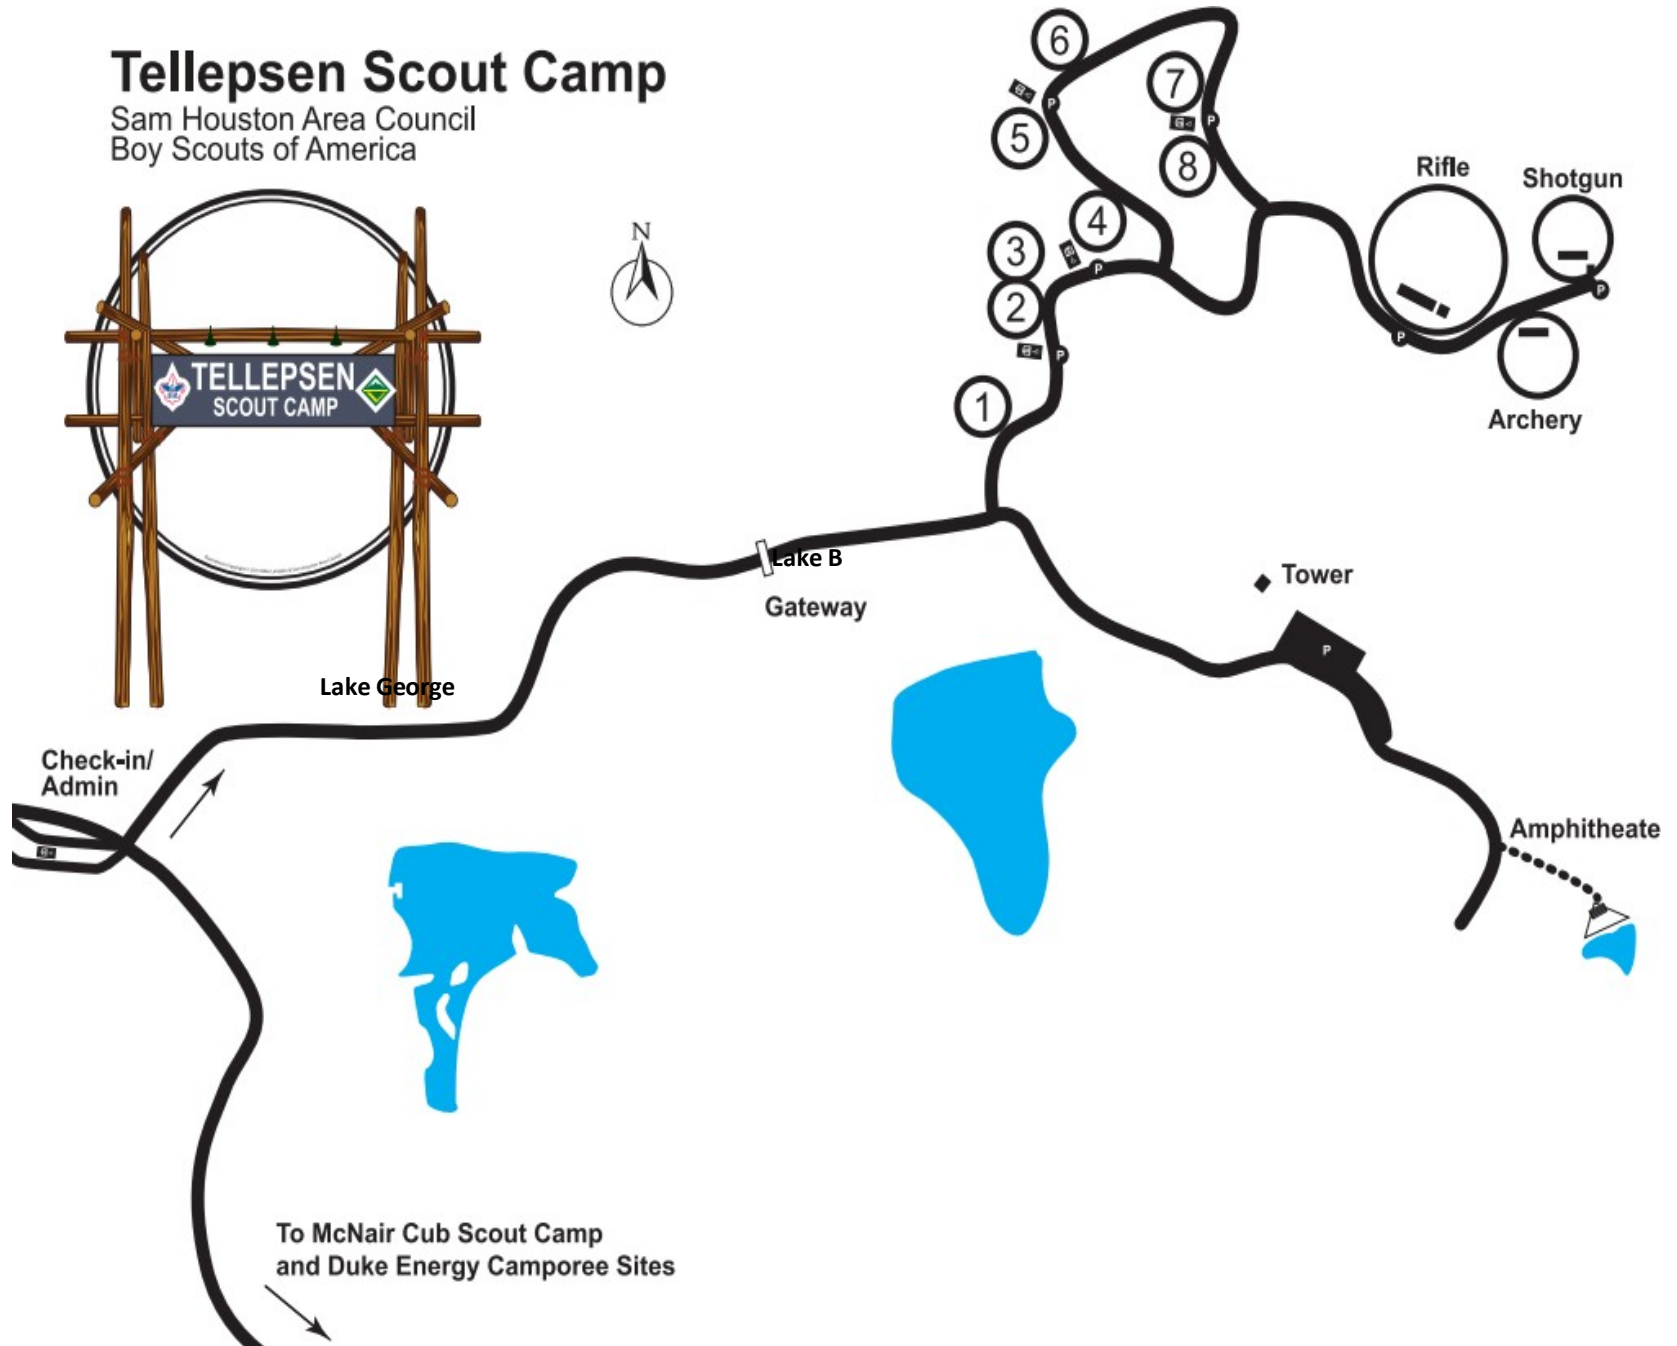 Tellepsen Scout Camp
Sam Houston Area Council
Boy Scouts of America
N
TELLEPSEN
SCOUT CAMP
6
7
P
P
5
8
4
3
P
2
P
1
Rifle
Shotgun
P
P
Archery
Lake B
Gateway
Tower
P
Lake George
Check-in/
Admin
Amphitheate
To McNair Cub Scout Camp
and Duke Energy Camporee Sites